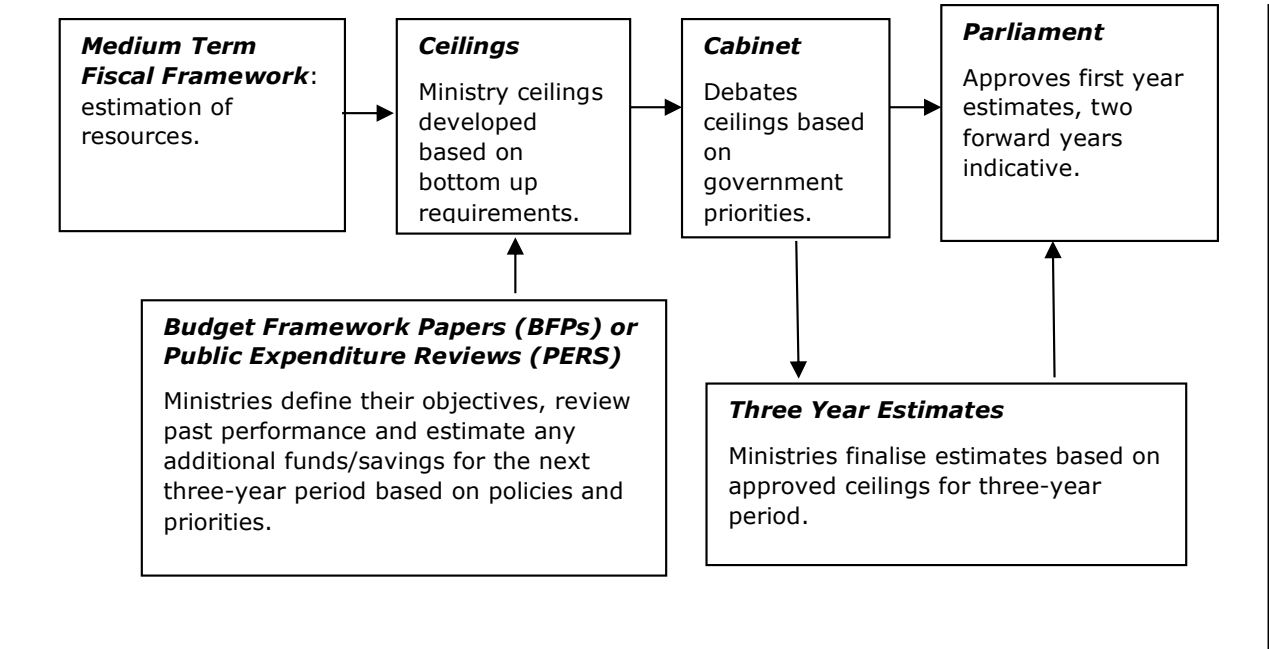 Medium Term
Fiscal Framework:
estimation of
resources.
Ceilings
Ministry ceilings
developed
based on
bottom up
requirements.
Cabinet
Debates
ceilings based
on
government
priorities.
Parliament
Approves first year
estimates, two
forward years
indicative.
Budget Framework Papers (BFPs) or
Public Expenditure Reviews (PERS)
Ministries define their objectives, review
past performance and estimate any
additional funds/savings for the next
three-year period based on policies and
priorities.
Three Year Estimates
Ministries finalise estimates based on
approved ceilings for three-year
period.